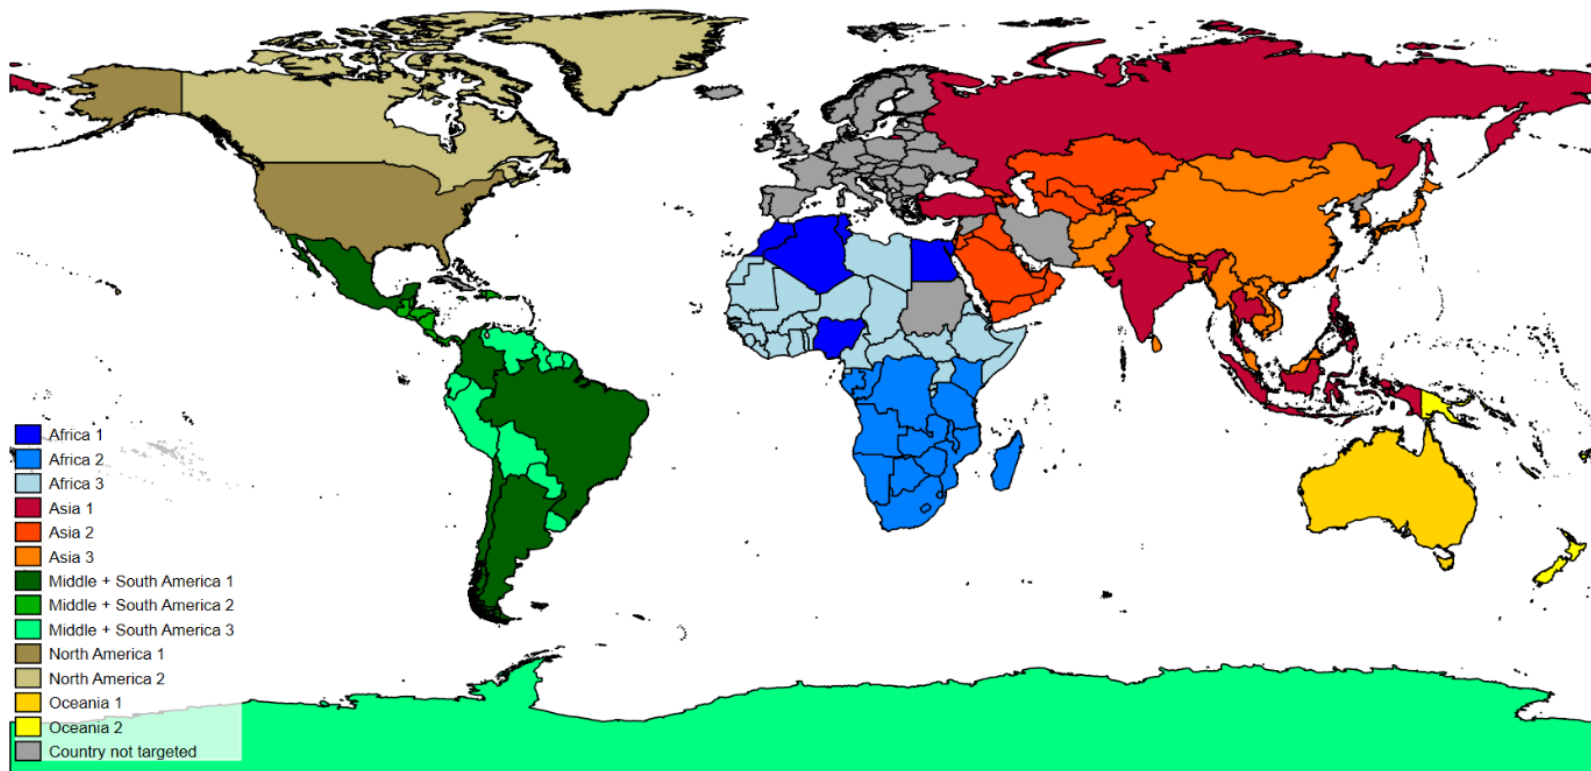 Africa 1
Africa 2
Africa 3
Asia 1
Asia 2
Asia 3
Middle + South America 1
Middle + South America 2
Middle + South America 3
North America 1
North America 2
Oceania 1
Oceania 2
Country not targeted